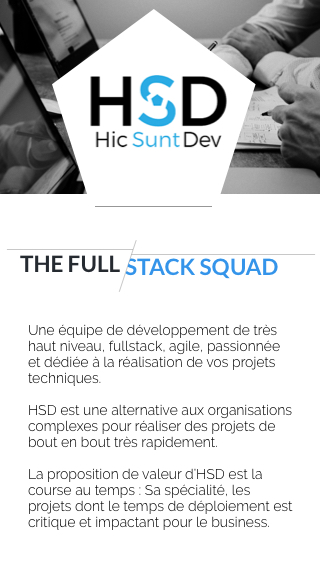 HSD
Hic Sunt Dev
THE FULL STACK SQUAD
Une équipe de développement de très
haut niveau, fullstack, agile, passionnée
et dédiée à la réalisation de vos projets
techniques.
HSD est une alternative aux organisations
complexes pour réaliser des projets de
bout en bout très rapidement.
La proposition de valeur d'HSD est la
course au temps : Sa spécialité, les
projets dont le temps de déploiement est
critique et impactant pour le business.